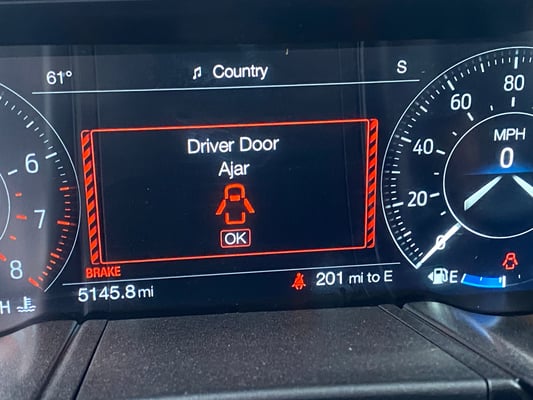 61° Country S
Driver Door
Ajar
OK
BRAKE
5145.8 mi
201 mi to E
6
7
8
H
80
60
40
20
0
MPH
0
E